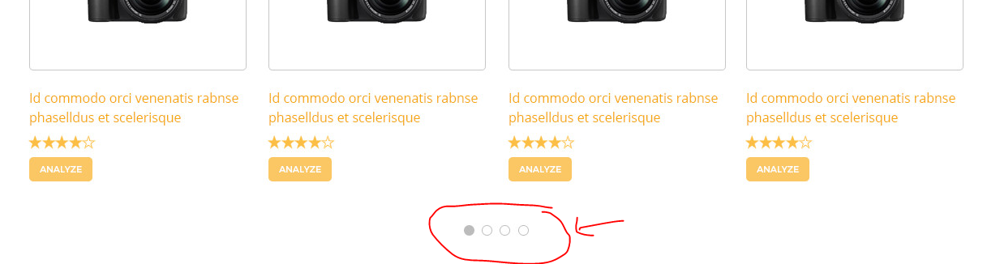 Id commodo orci venenatis rabnse
phaselldus et scelerisque
ANALYZE
Id commodo orci venenatis rabnse
phaselldus et scelerisque
ANALYZE
Id commodo orci venenatis rabnse
phaselldus et scelerisque
ANALYZE
Id commodo orci venenatis rabnse
phaselldus et scelerisque
ANALYZE